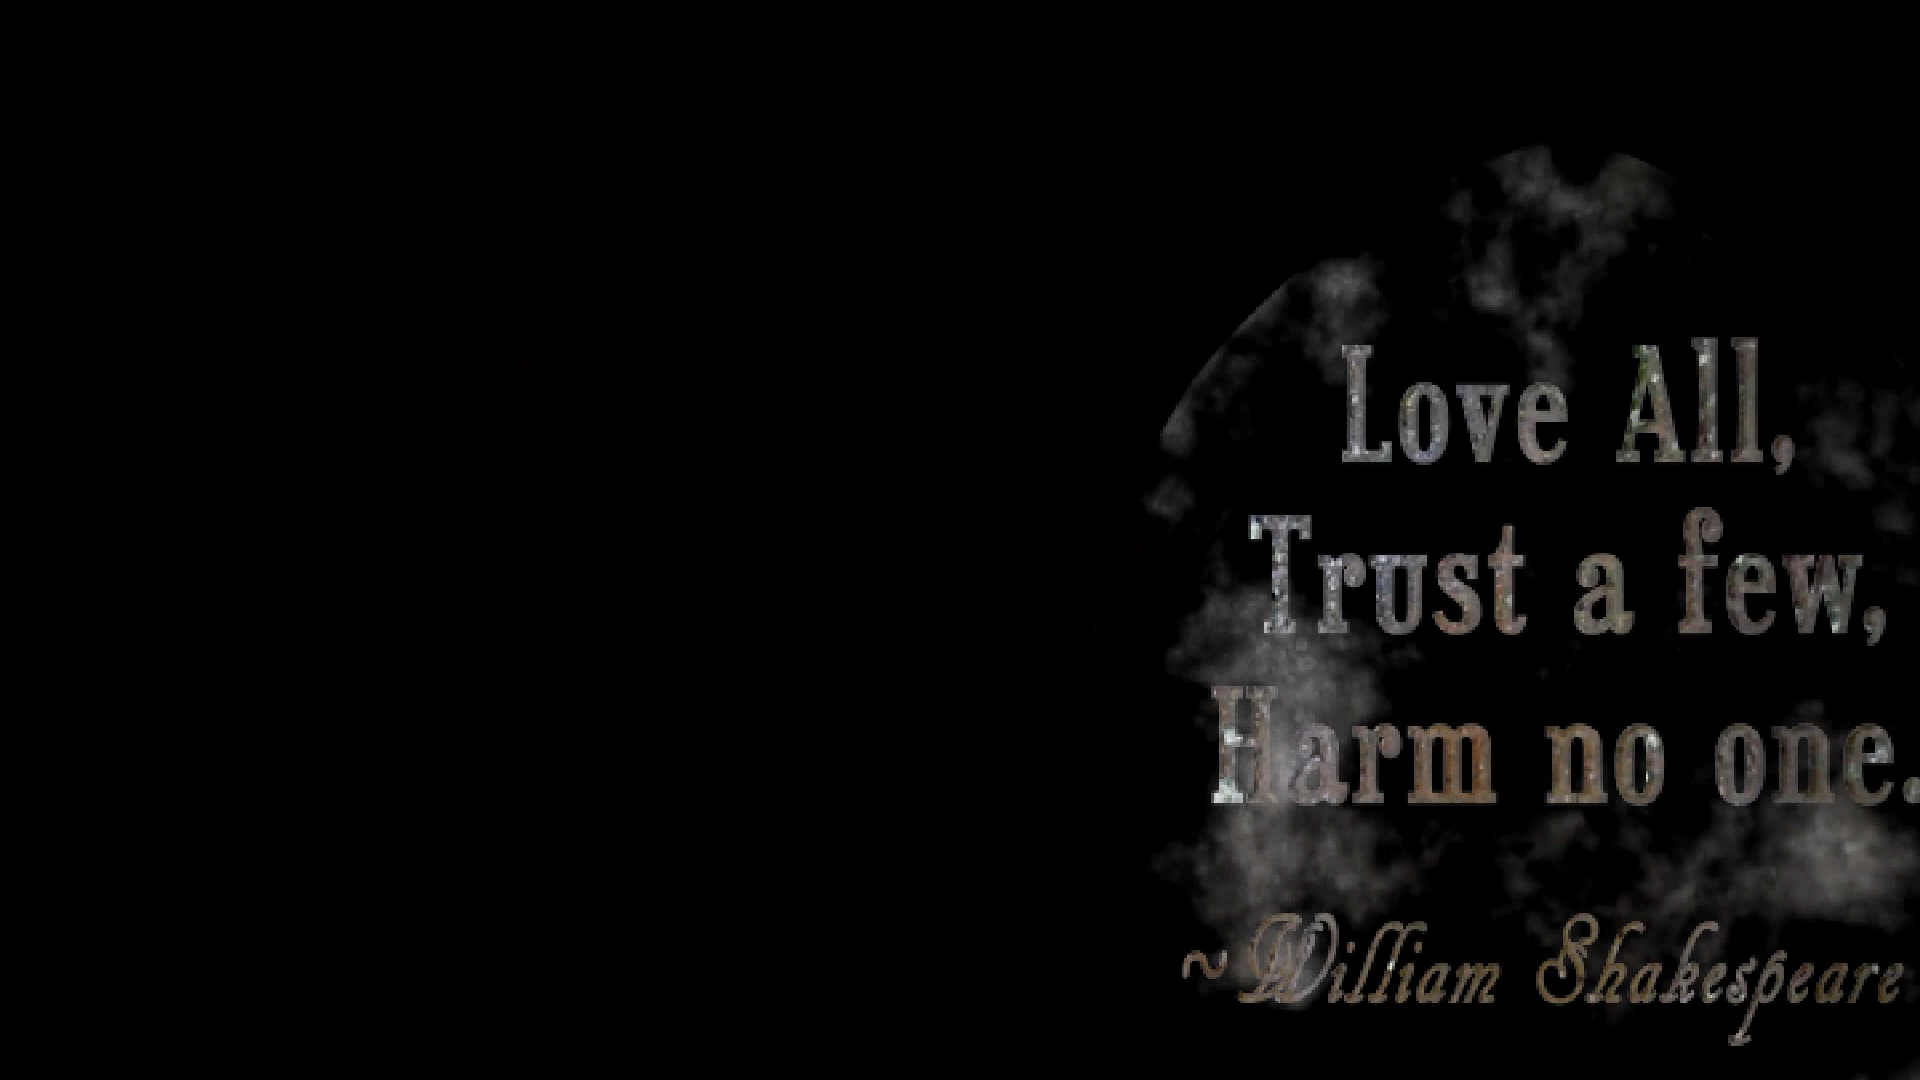 Love All,
Trust a few,
Harm no one.
~William Shakespeare